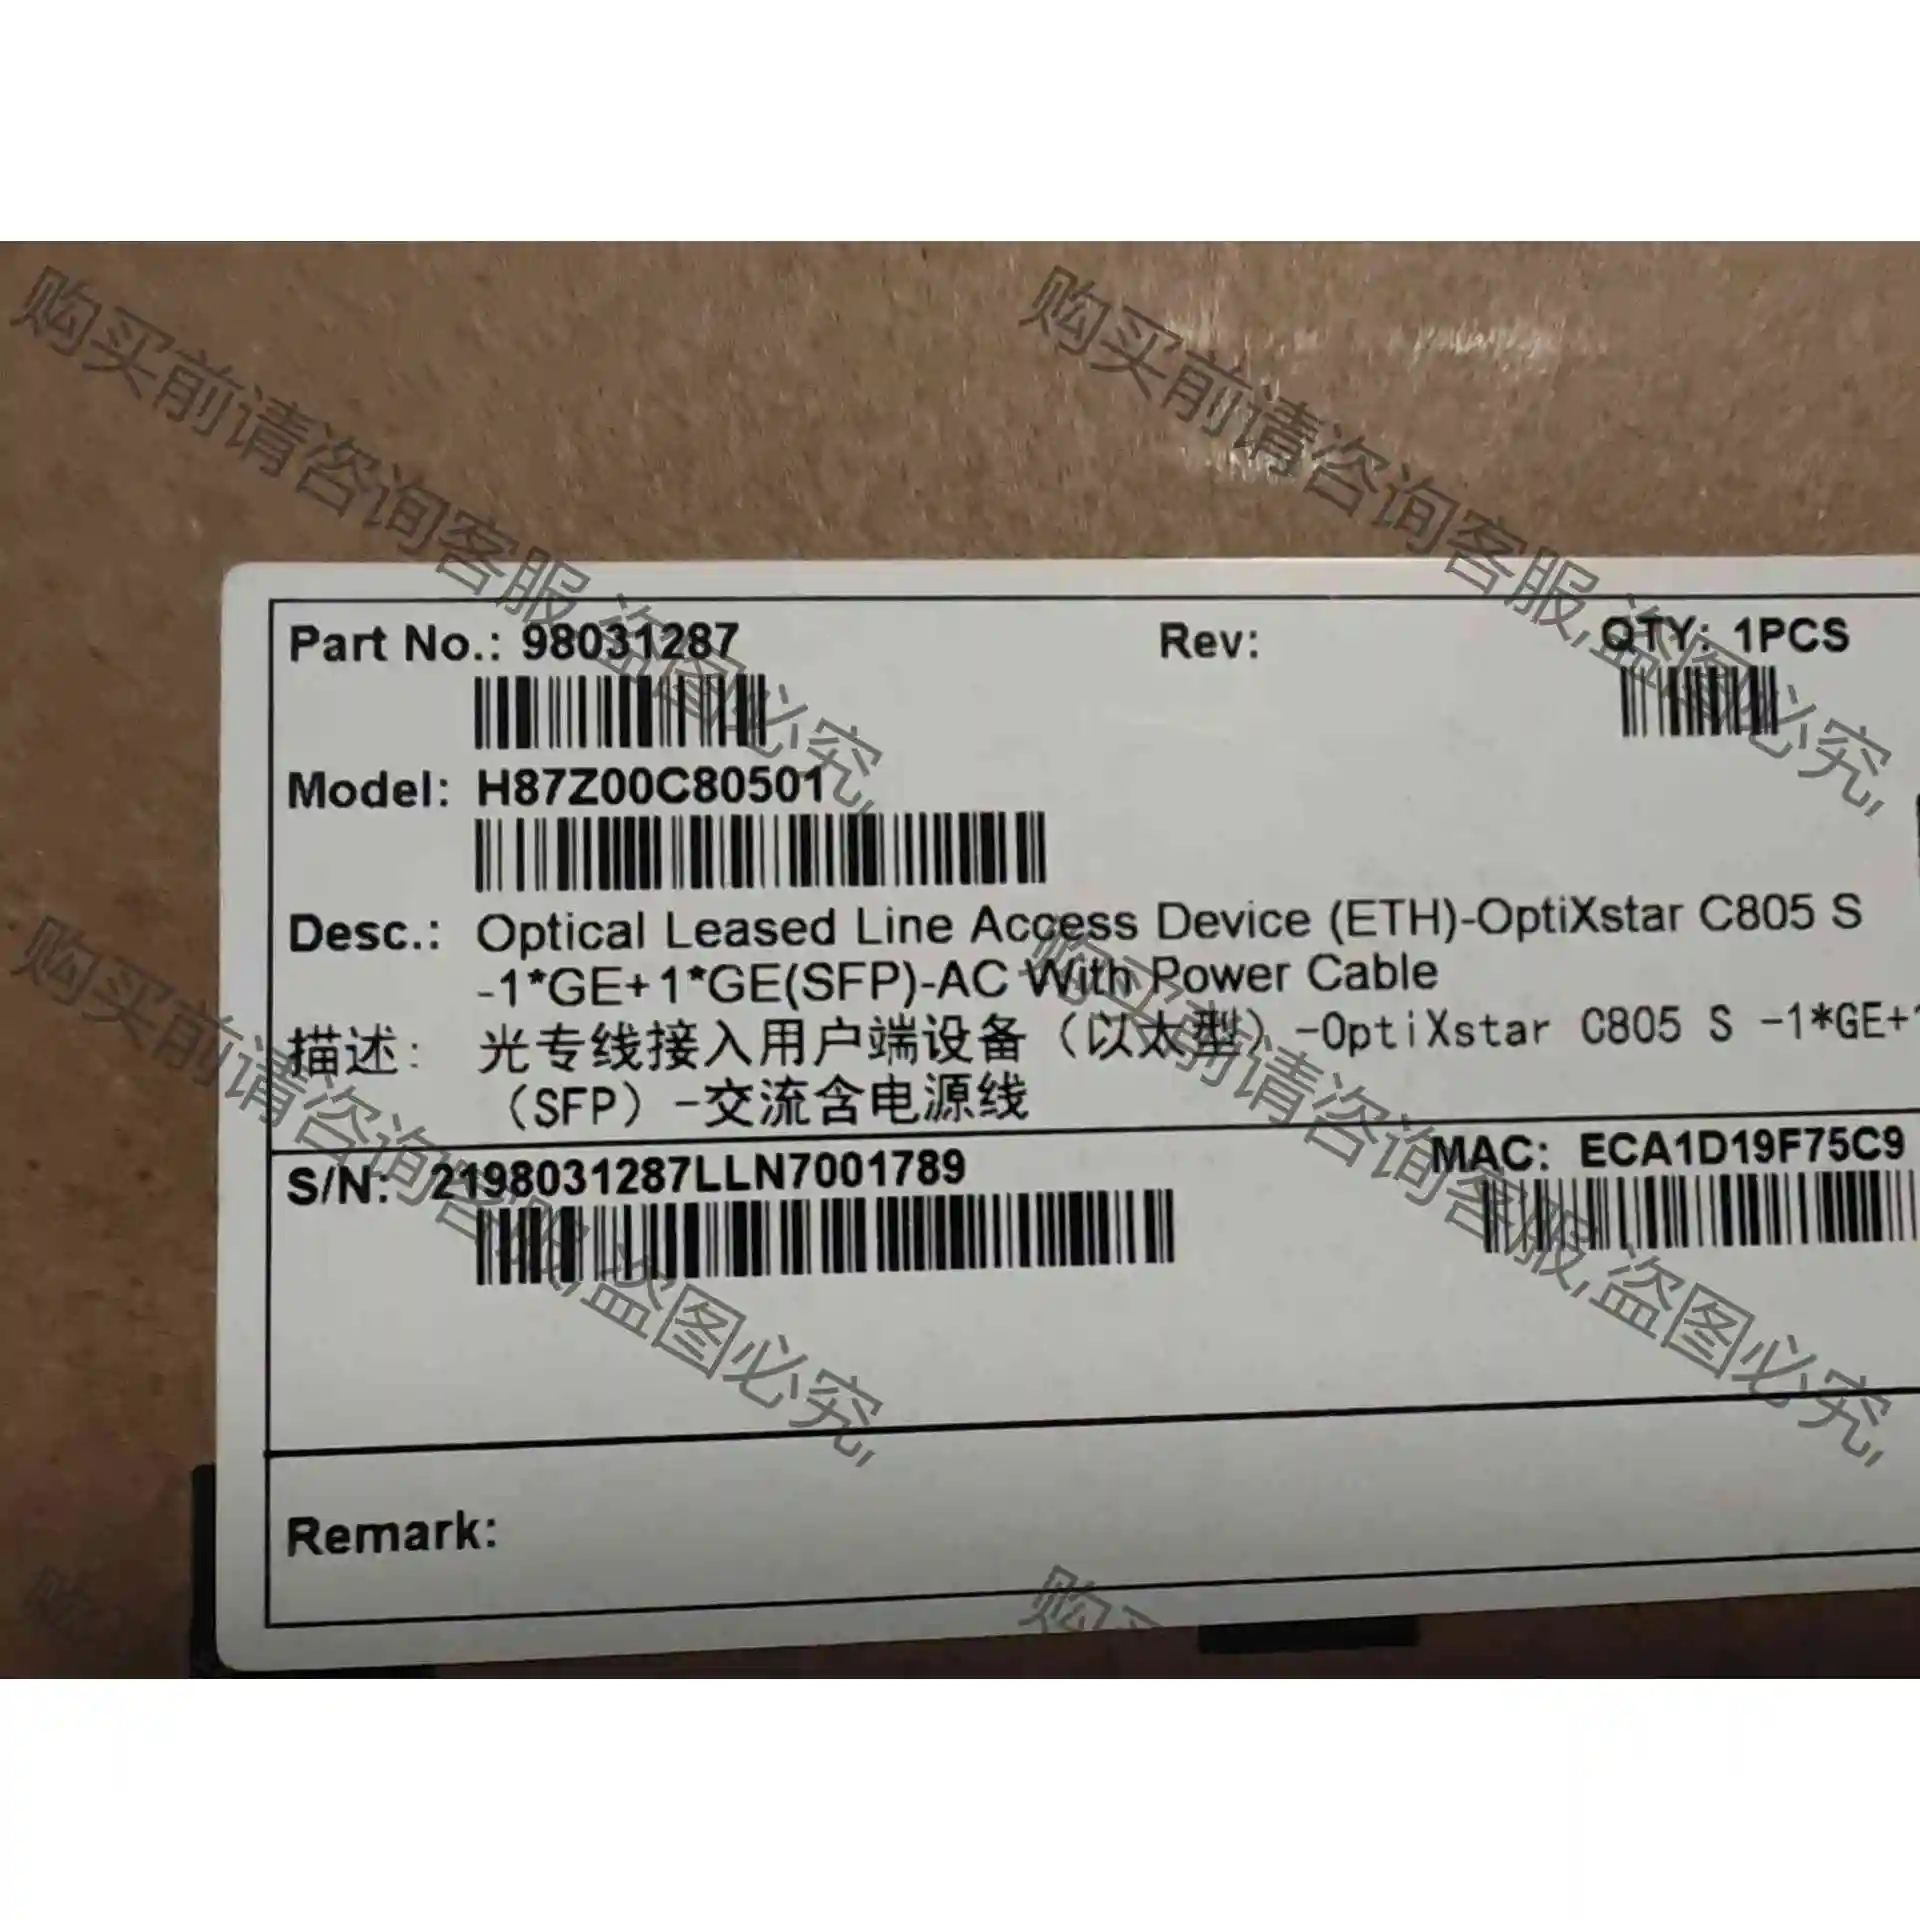 Part No.: 98031287 Rev: QTY: 1PCS
Model: H87Z00C80501
Desc.: Optical Leased Line Access Device (ETH)-OptiXstar C805 S
-1*GE+1*GE(SFP)-AC With Power Cable
描述: 光专线接入用户端设备（以太型）-OptiXstar C805 S -1*GE+1
（SFP）-交流含电源线
S/N: 2198031287LLN7001789 MAC: ECA1D19F75C9
Remark:
购买前请咨询客服,盗图必究,
购买前请咨询客服,盗图必究,
购买前请咨询客服,盗图必究,
购买前请咨询客服,盗图必究,